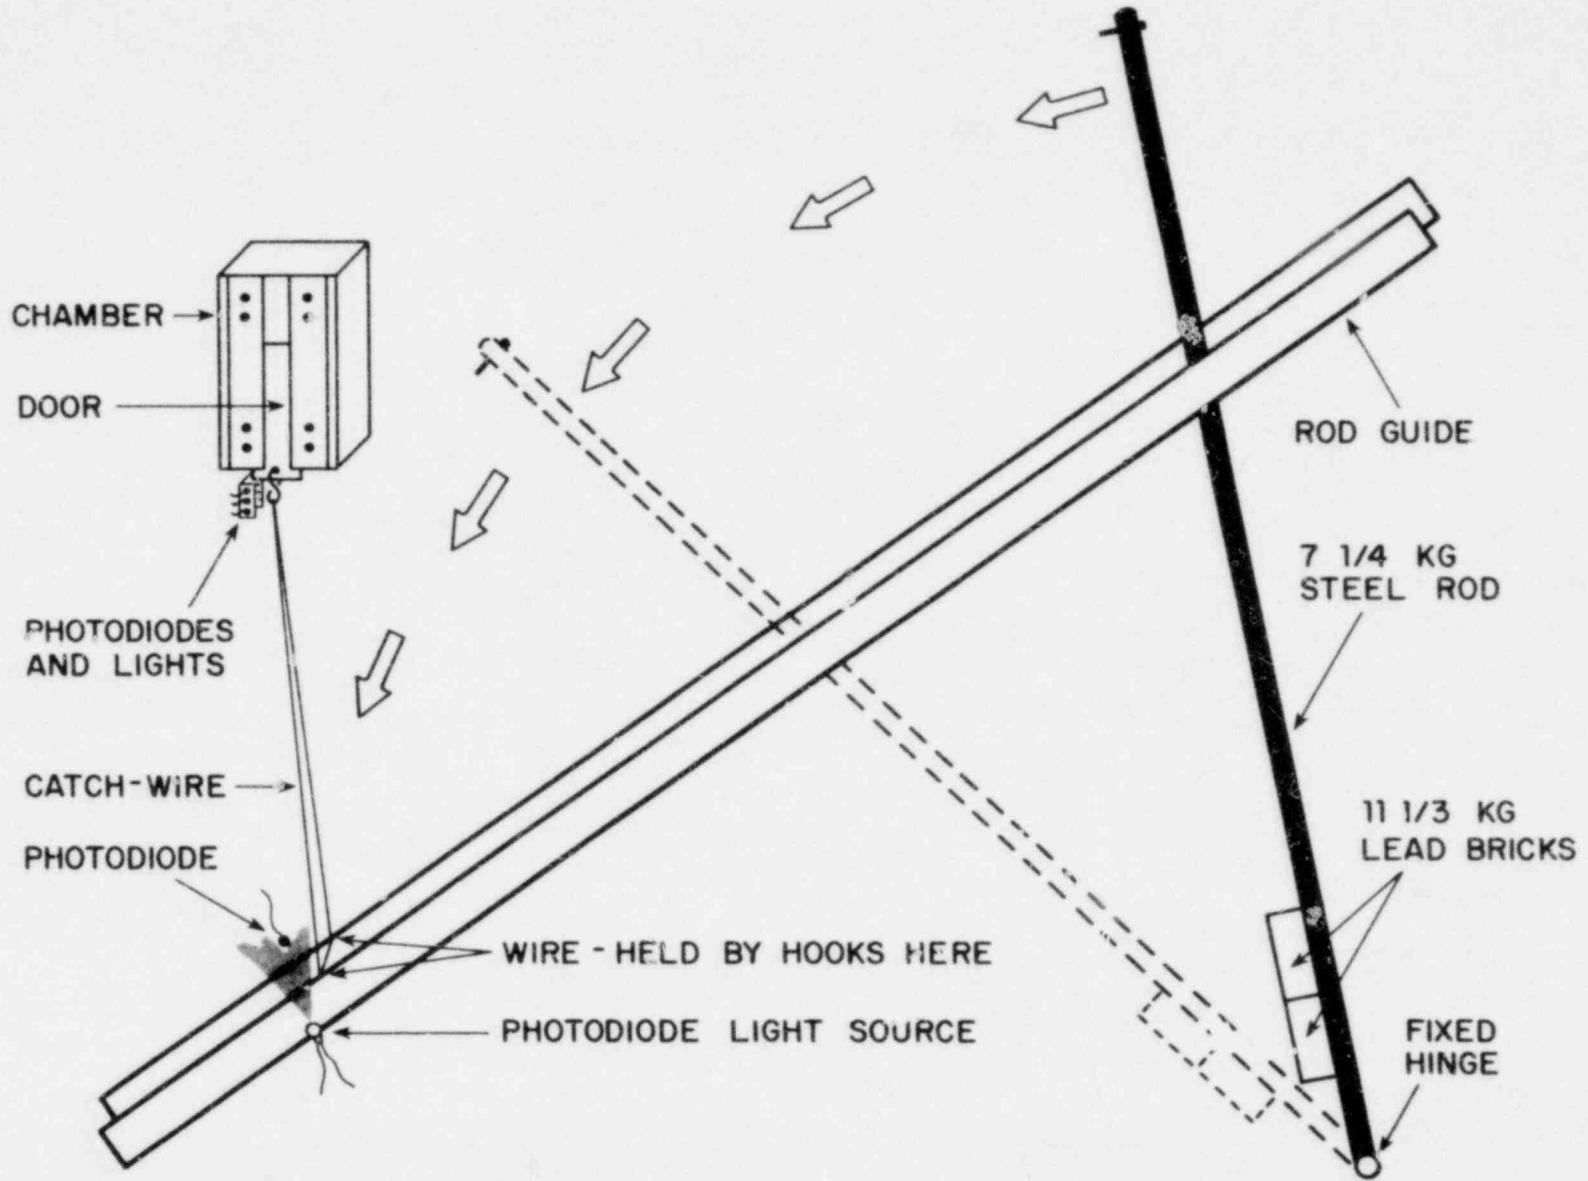 CHAMBER
DOOR
ROD GUIDE
7 1/4 KG
STEEL ROD
PHOTODIODES
AND LIGHTS
CATCH-WIRE
11 1/3 KG
LEAD BRICKS
PHOTODIODE
WIRE - HELD BY HOOKS HERE
PHOTODIODE LIGHT SOURCE
FIXED
HINGE